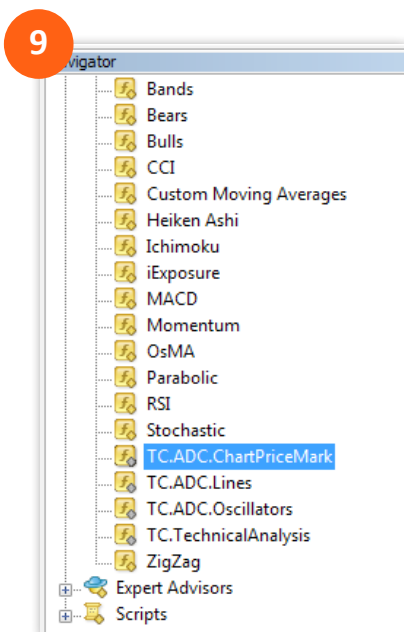 9
avigator
Bands
Bears
Bulls
CCI
Custom Moving Averages
Heiken Ashi
Ichimoku
iExposure
MACD
Momentum
OsMA
Parabolic
RSI
Stochastic
TC.ADC.ChartPriceMark
TC.ADC.Lines
TC.ADC.Oscillators
TC.TechnicalAnalysis
ZigZag
Expert Advisors
Scripts